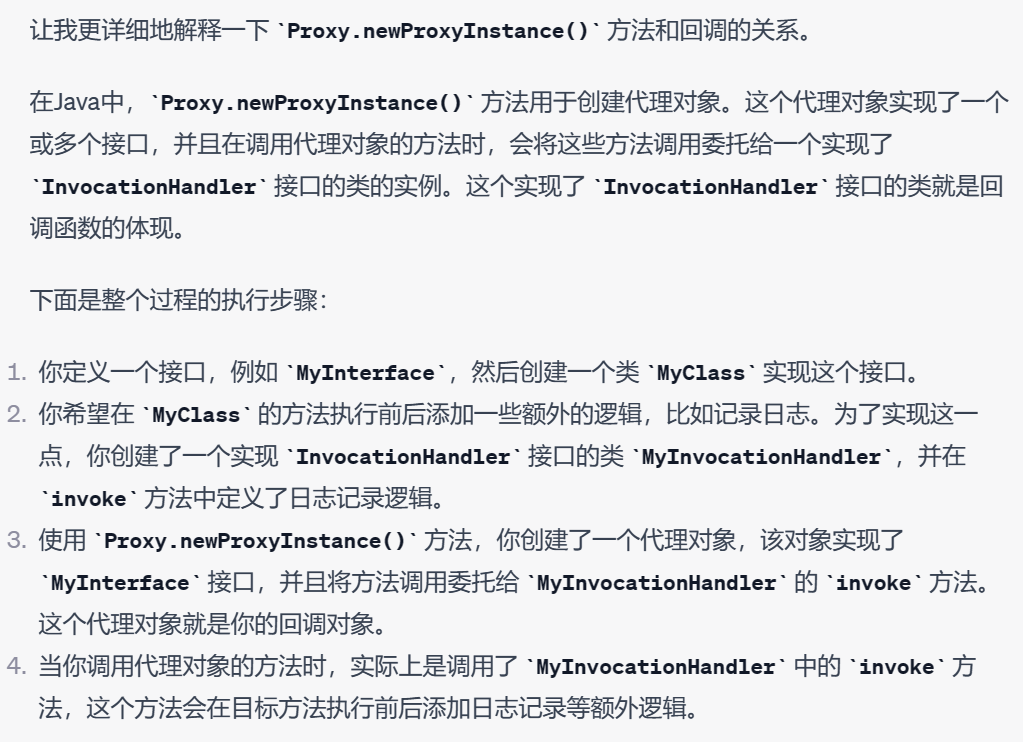 让我更详细地解释一下 `Proxy.newProxyInstance()` 方法和回调的关系。
在Java中，`Proxy.newProxyInstance()` 方法用于创建代理对象。这个代理对象实现了一个
或多个接口，并且在调用代理对象的方法时，会将这些方法调用委托给一个实现了
`InvocationHandler` 接口的类的实例。这个实现了 `InvocationHandler` 接口的类就是回
调函数的体现。
下面是整个过程的执行步骤：
1. 你定义一个接口，例如 `MyInterface`，然后创建一个类 `MyClass` 实现这个接口。
2. 你希望在 `MyClass` 的方法执行前后添加一些额外的逻辑，比如记录日志。为了实现这一
点，你创建了一个实现 `InvocationHandler` 接口的类 `MyInvocationHandler`，并在
`invoke` 方法中定义了日志记录逻辑。
3. 使用 `Proxy.newProxyInstance()` 方法，你创建了一个代理对象，该对象实现了
`MyInterface` 接口，并且将方法调用委托给 `MyInvocationHandler` 的 `invoke` 方法。
这个代理对象就是你的回调对象。
4. 当你调用代理对象的方法时，实际上是调用了 `MyInvocationHandler` 中的 `invoke` 方
法，这个方法会在目标方法执行前后添加日志记录等额外逻辑。